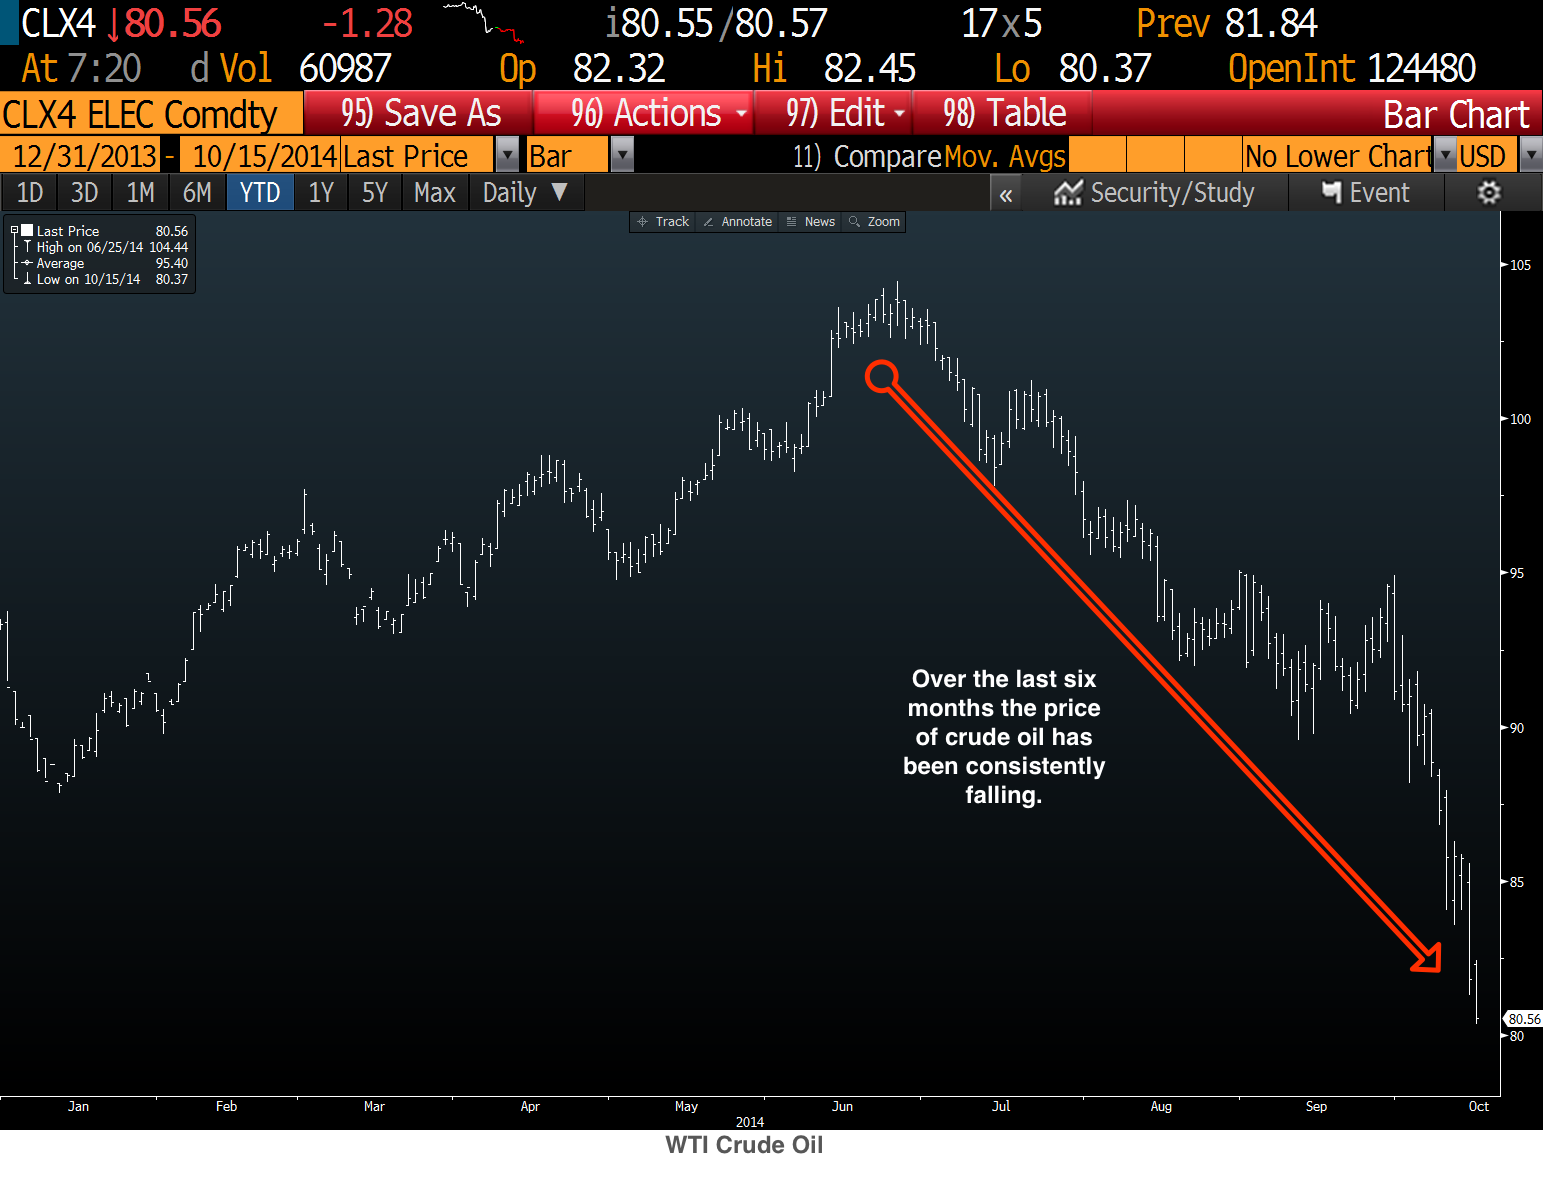 CLX4 ↓80.56 -1.28 i80.55/80.57 17x5 Prev 81.84
At 7:20 d Vol 60987 Op 82.32 Hi 82.45 Lo 80.37 OpenInt 124480
CLX4 ELEC Comdty 95) Save As 96) Actions 97) Edit 98) Table Bar Chart
12/31/2013 - 10/15/2014 Last Price Bar 11) Compare Mov. Avgs No Lower Chart USD
1D 3D 1M 6M YTD 1Y 5Y Max Daily ▼ « Security/Study Event
Track Annotate News Zoom
Last Price 80.56
High on 06/25/14 104.44
Average 95.40
Low on 10/15/14 80.37
105
100
95
90
85
80.56
80
Over the last six
months the price
of crude oil has
been consistently
falling.
Jan Feb Mar Apr May Jun Jul Aug Sep Oct
2014
WTI Crude Oil